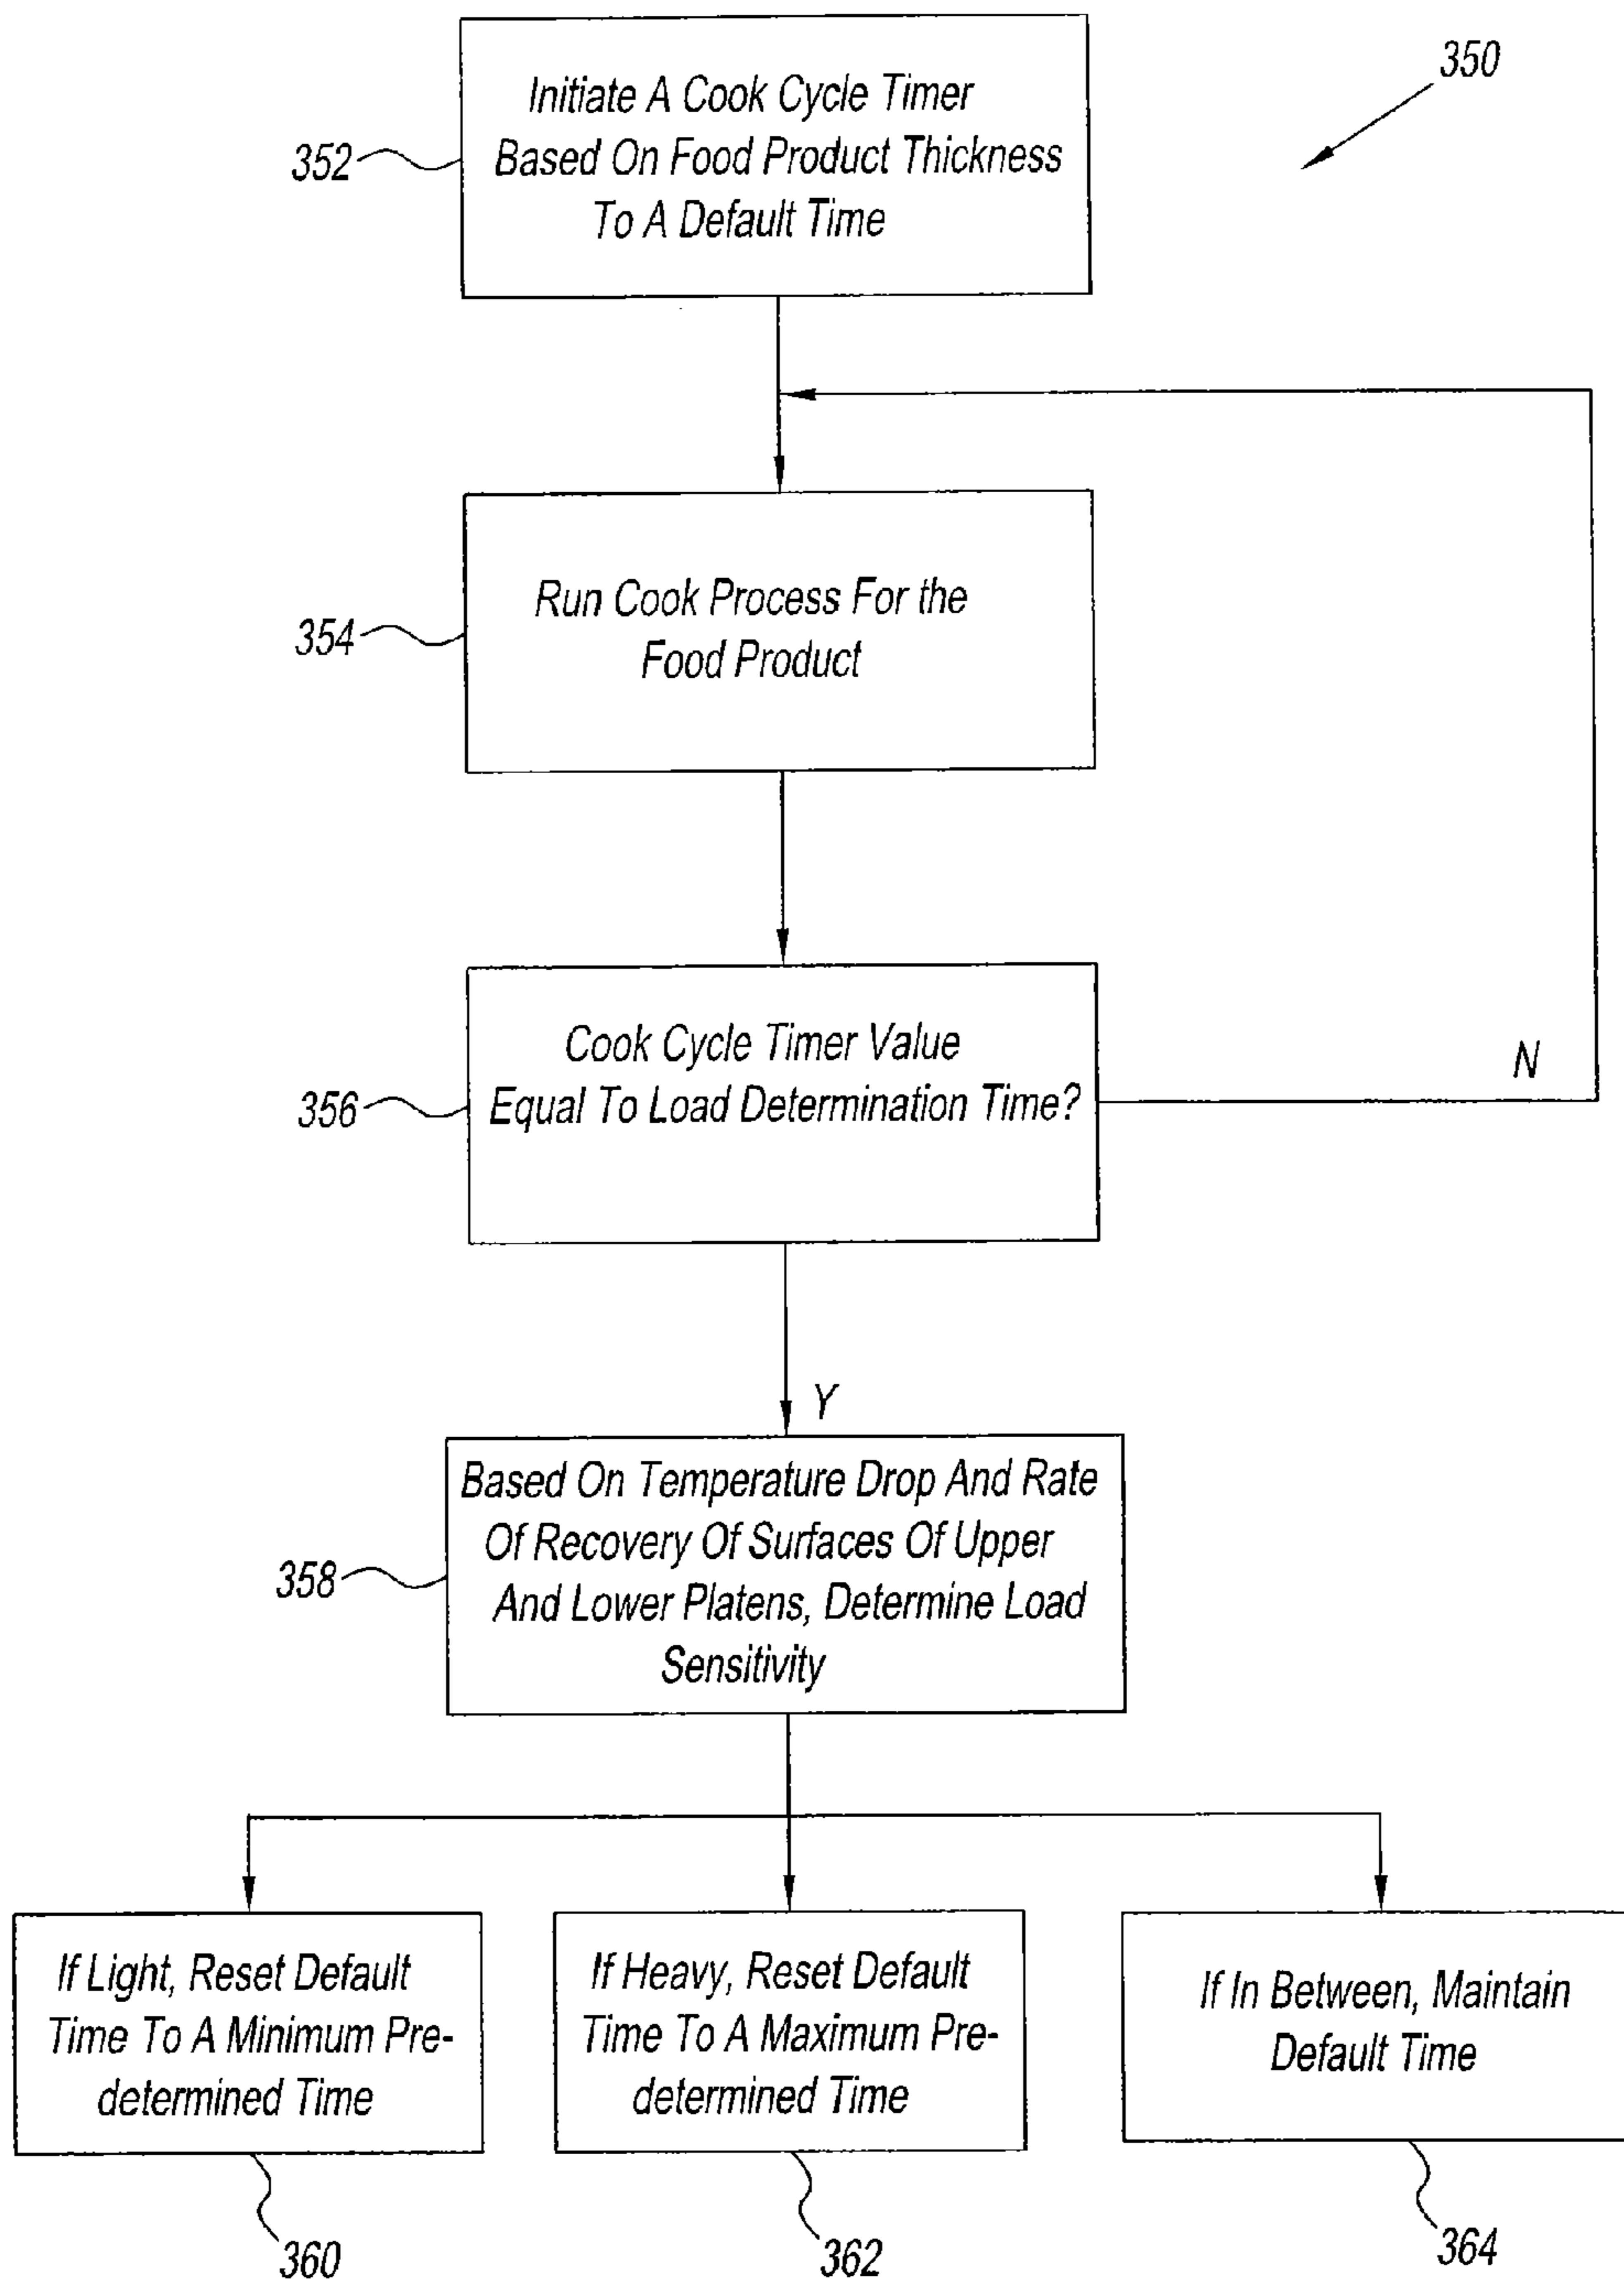 350
Initiate A Cook Cycle Timer
Based On Food Product Thickness
To A Default Time
352
Run Cook Process For the
Food Product
354
Cook Cycle Timer Value
Equal To Load Determination Time?
356
N
Y
Based On Temperature Drop And Rate
Of Recovery Of Surfaces Of Upper
And Lower Platens, Determine Load
Sensitivity
358
If Light, Reset Default
Time To A Minimum Pre-
determined Time
360
If Heavy, Reset Default
Time To A Maximum Pre-
determined Time
362
If In Between, Maintain
Default Time
364